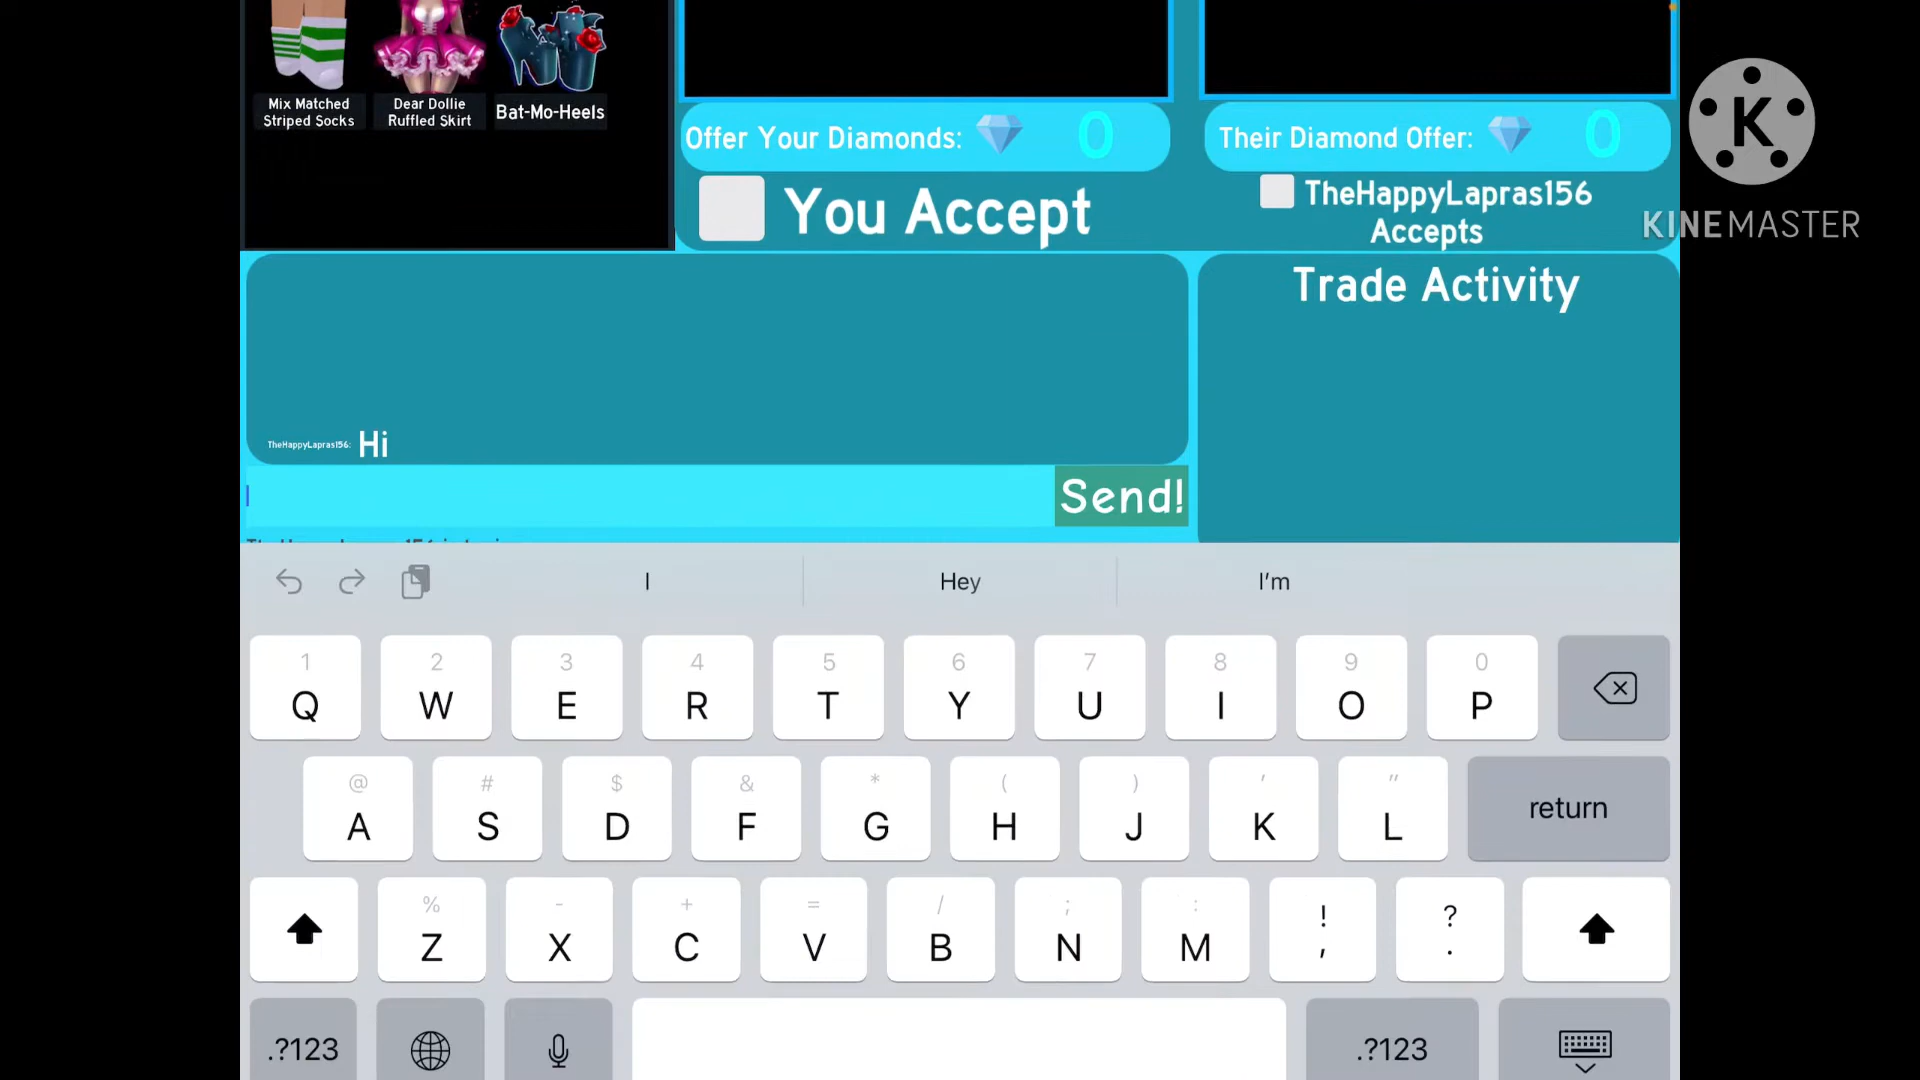 Mix Matched
Striped Socks
Dear Dollie
Ruffled Skirt
Bat-Mo-Heels
Offer Your Diamonds: 0
Their Diamond Offer: 0
You Accept
TheHappyLapras156
Accepts
K
KINEMASTER
Trade Activity
TheHappyLapras156: Hi
Send!
I Hey I'm
1 2 3 4 5 6 7 8 9 0
Q W E R T Y U I O P
@ # $ & * ( ) ' "
A S D F G H J K L return
% - + = / ; : ! ?
Z X C V B N M , .
.?123 .?123